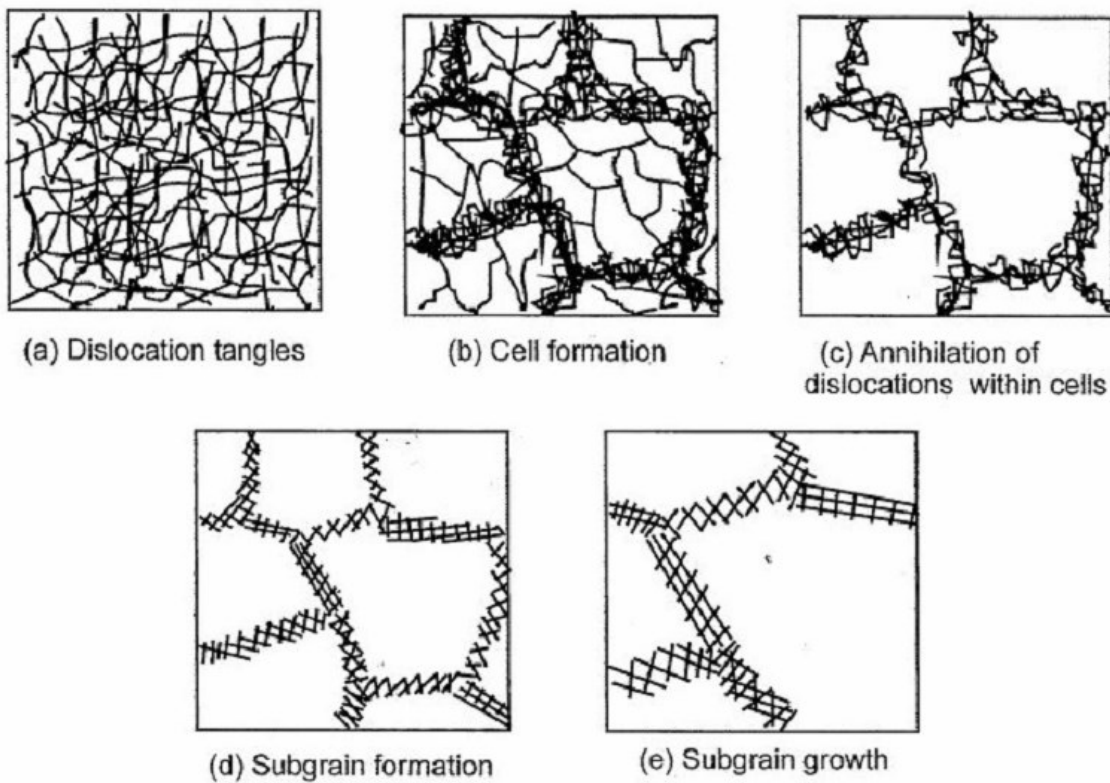 (a) Dislocation tangles
(b) Cell formation
(c) Annihilation of
dislocations within cells
(d) Subgrain formation
(e) Subgrain growth